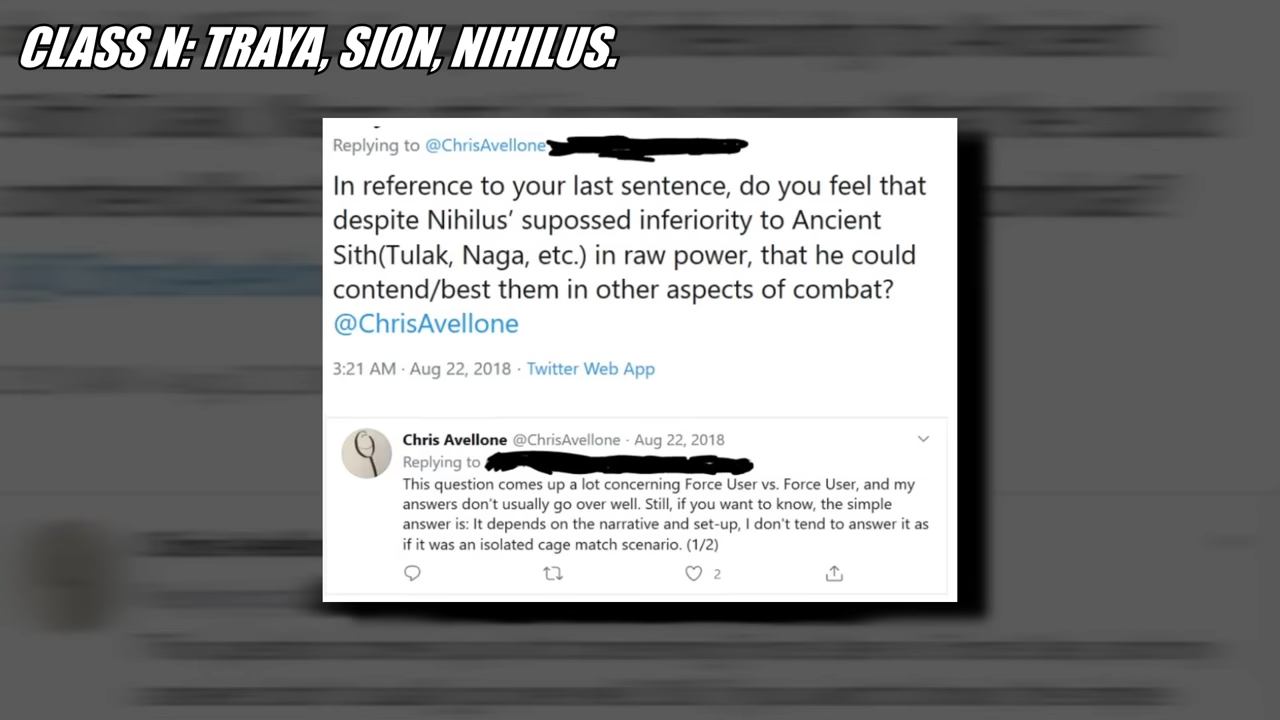 CLASS N: TRAYA, SION, NIHILUS.
Replying to @ChrisAvellone
In reference to your last sentence, do you feel that
despite Nihilus’ supossed inferiority to Ancient
Sith(Tulak, Naga, etc.) in raw power, that he could
contend/best them in other aspects of combat?
@ChrisAvellone
3:21 AM · Aug 22, 2018 · Twitter Web App
Chris Avellone @ChrisAvellone · Aug 22, 2018
Replying to
This question comes up a lot concerning Force User vs. Force User, and my
answers don't usually go over well. Still, if you want to know, the simple
answer is: It depends on the narrative and set-up, I don't tend to answer it as
if it was an isolated cage match scenario. (1/2)
2